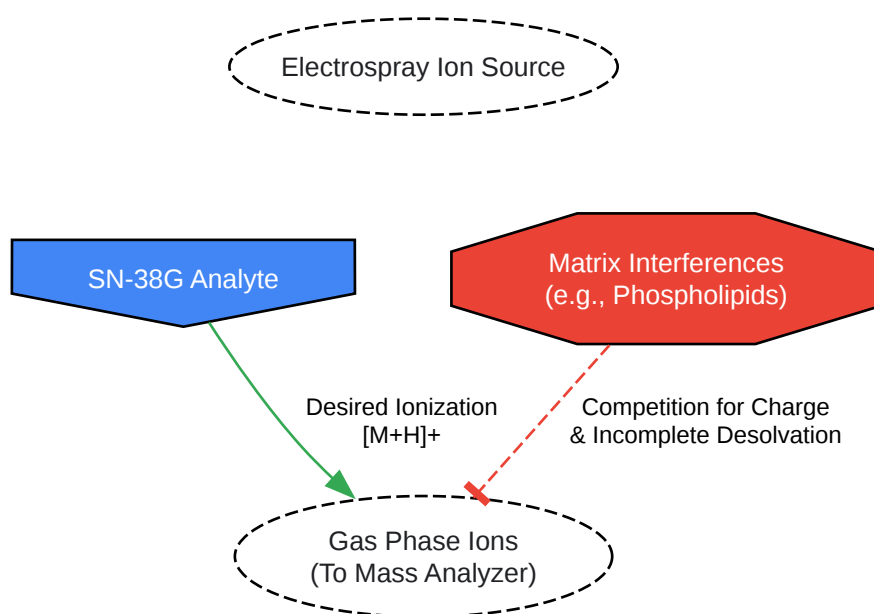 Electrospray Ion Source
SN-38G Analyte
Matrix Interferences
(e.g., Phospholipids)
Desired Ionization
[M+H]+
Competition for Charge
& Incomplete Desolvation
Gas Phase Ions
(To Mass Analyzer)